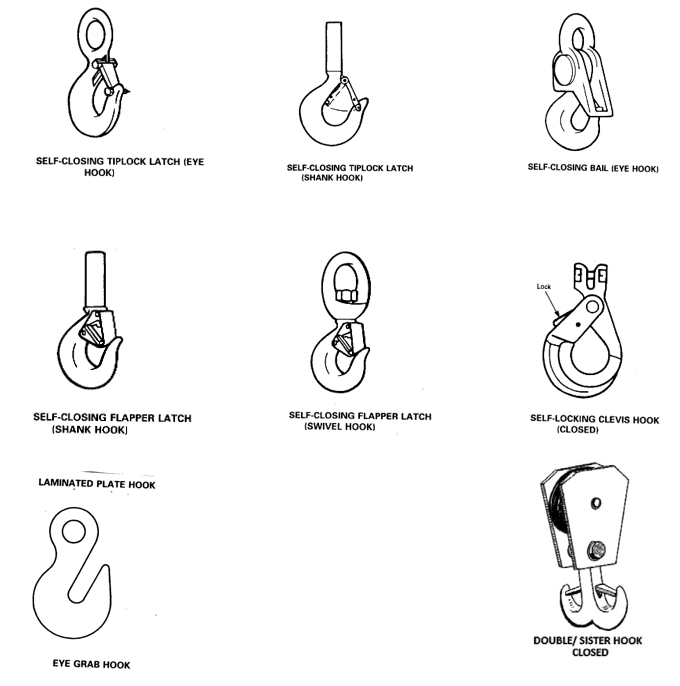 SELF-CLOSING TIPLOCK LATCH (EYE
HOOK)
SELF-CLOSING TIPLOCK LATCH
(SHANK HOOK)
SELF-CLOSING BAIL (EYE HOOK)
Lock
SELF-CLOSING FLAPPER LATCH
(SHANK HOOK)
SELF-CLOSING FLAPPER LATCH
(SWIVEL HOOK)
SELF-LOCKING CLEVIS HOOK
(CLOSED)
LAMINATED PLATE HOOK
EYE GRAB HOOK
DOUBLE/ SISTER HOOK
CLOSED